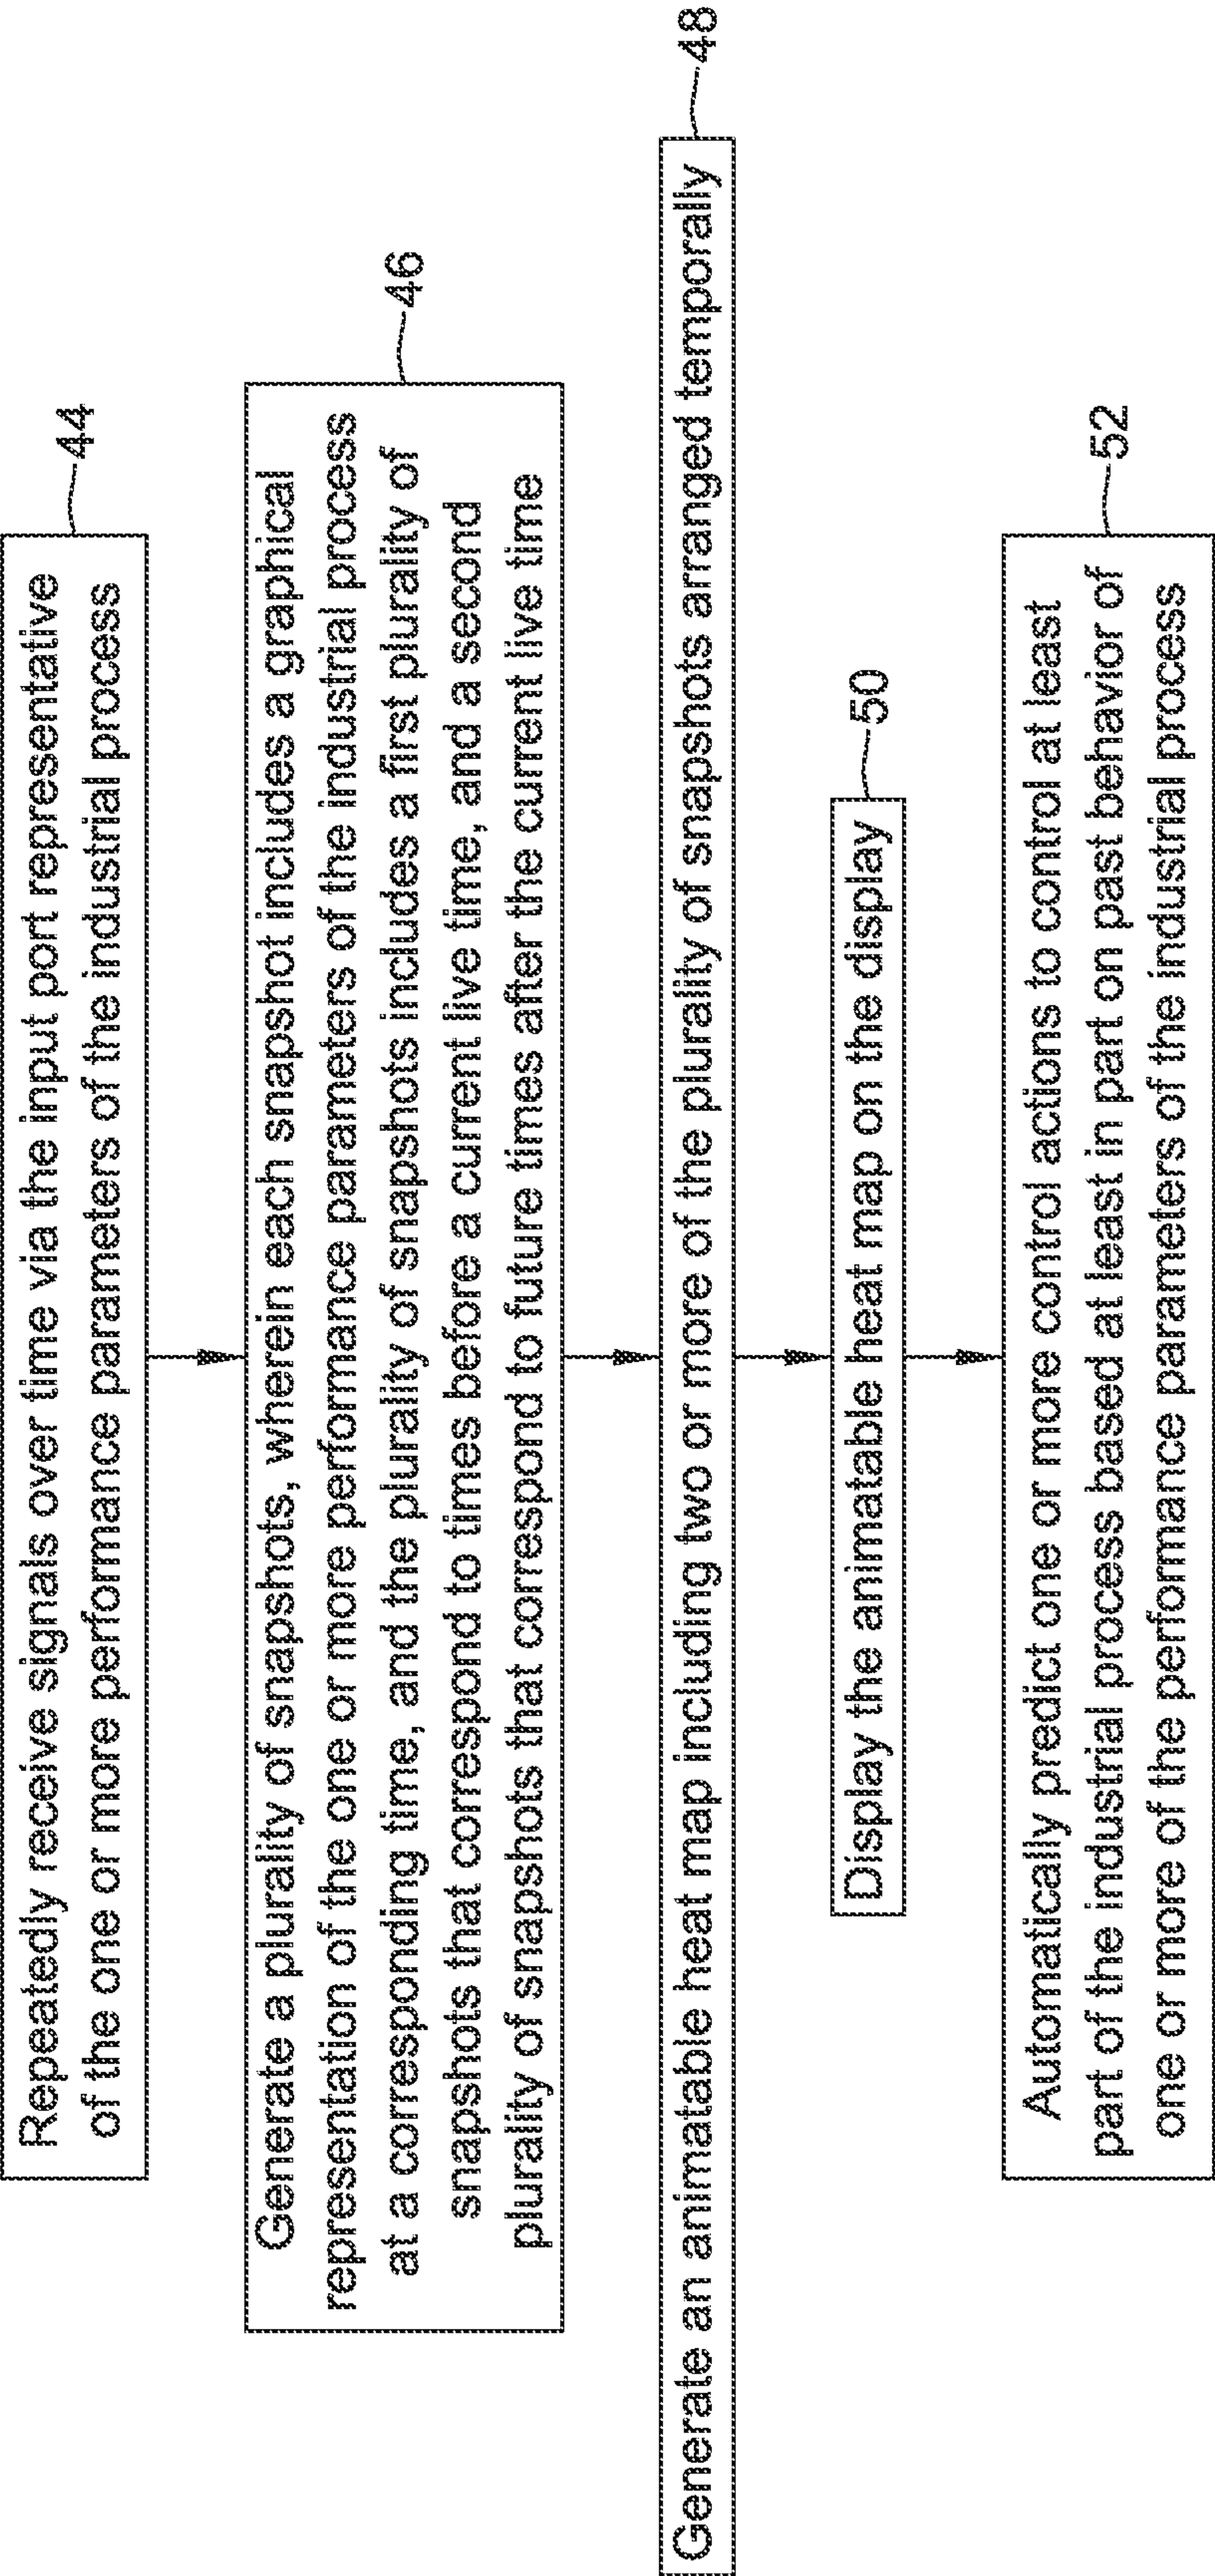 Repeatedly receive signals over time via the input port representative
of the one or more performance parameters of the industrial process
44
Generate a plurality of snapshots, wherein each snapshot includes a graphical
representation of the one or more performance parameters of the industrial process
at a corresponding time, and the plurality of snapshots includes a first plurality of
snapshots that correspond to times before a current live time, and a second
plurality of snapshots that correspond to future times after the current live time
46
Generate an animatable heat map including two or more of the plurality of snapshots arranged temporally
48
Display the animatable heat map on the display
50
Automatically predict one or more control actions to control at least
part of the industrial process based at least in part on past behavior of
one or more of the performance parameters of the industrial process
52